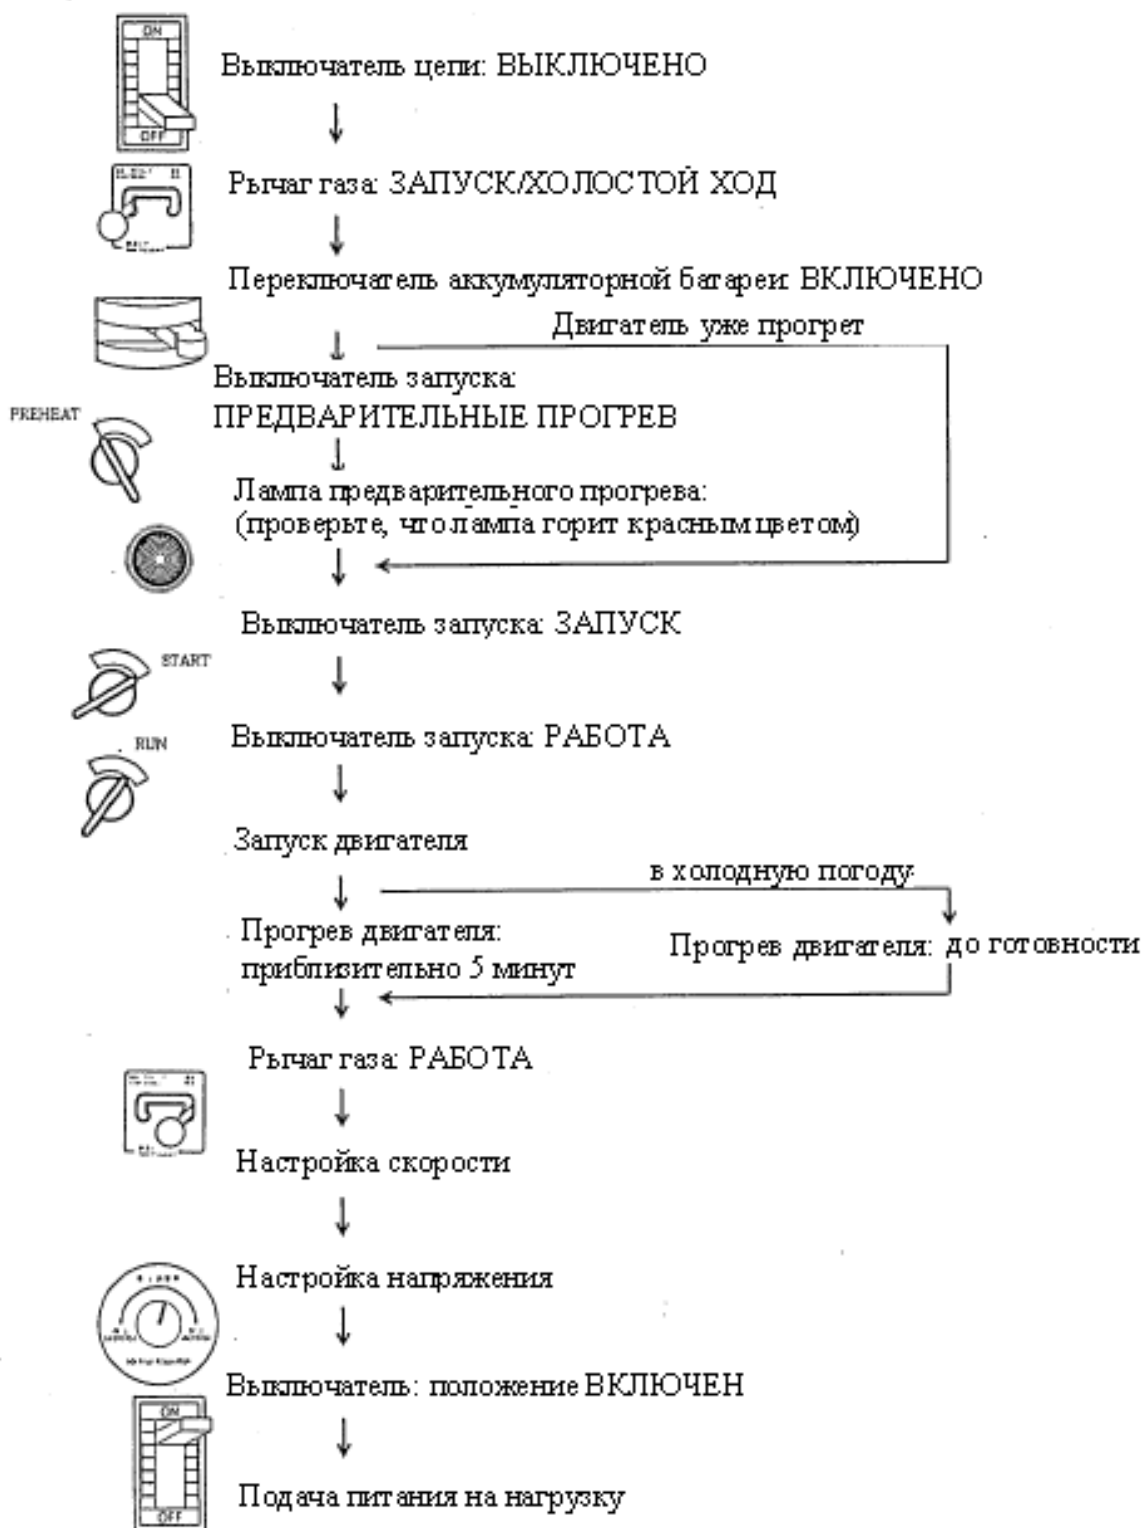 ON
Выключатель цепи: ВЫКЛЮЧЕНО
OFF
Рычаг газа: ЗАПУСК/ХОЛОСТОЙ ХОД
Переключатель аккумуляторной батареи: ВКЛЮЧЕНО
Двигатель уже прогрет
Выключатель запуска:
PREHEAT
ПРЕДВАРИТЕЛЬНЫЕ ПРОГРЕВ
Лампа предварительного прогрева:
(проверьте, что лампа горит красным цветом)
Выключатель запуска: ЗАПУСК
START
Выключатель запуска: РАБОТА
RUN
Запуск двигателя
в холодную погоду
Прогрев двигателя:
приблизительно 5 минут
Прогрев двигателя: до готовности
Рычаг газа: РАБОТА
Настройка скорости
Настройка напряжения
Выключатель: положение ВКЛЮЧЕН
ON
Подача питания на нагрузку
OFF